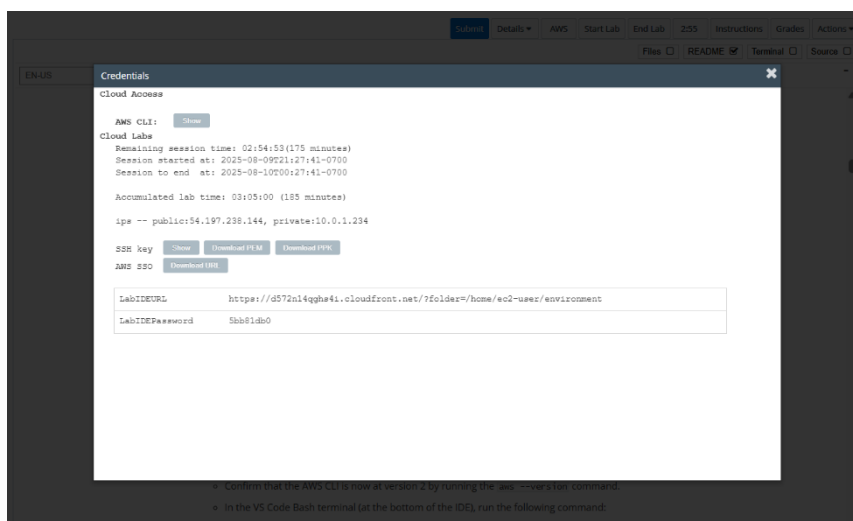 Submit Details AWS Start Lab End Lab 2:55 Instructions Grades Actions
Files README Terminal Source
EN-US
Credentials
Cloud Access
AWS CLI: Show
Cloud Labs
Remaining session time: 02:54:53(175 minutes)
Session started at: 2025-08-09T21:27:41-0700
Session to end at: 2025-08-10T00:27:41-0700
Accumulated lab time: 03:05:00 (185 minutes)
ips -- public:54.197.238.144, private:10.0.1.234
SSH key Show Download PEM Download PPK
AWS SSO Download URL
LabIDEURL https://d572n14qghs4i.cloudfront.net/?folder=/home/ec2-user/environment
LabIDEPassword 5bb81db0
Confirm that the AWS CLI is now at version 2 by running the aws --version command.
In the VS Code Bash terminal (at the bottom of the IDE), run the following command: